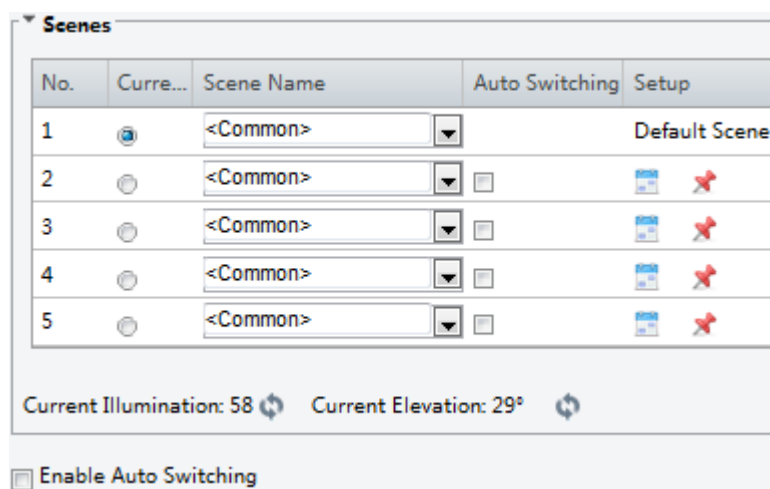 Scenes
No. Curre... Scene Name Auto Switching Setup
1 <Common> Default Scene
2 <Common>
3 <Common>
4 <Common>
5 <Common>
Current Illumination: 58 Current Elevation: 29°
Enable Auto Switching